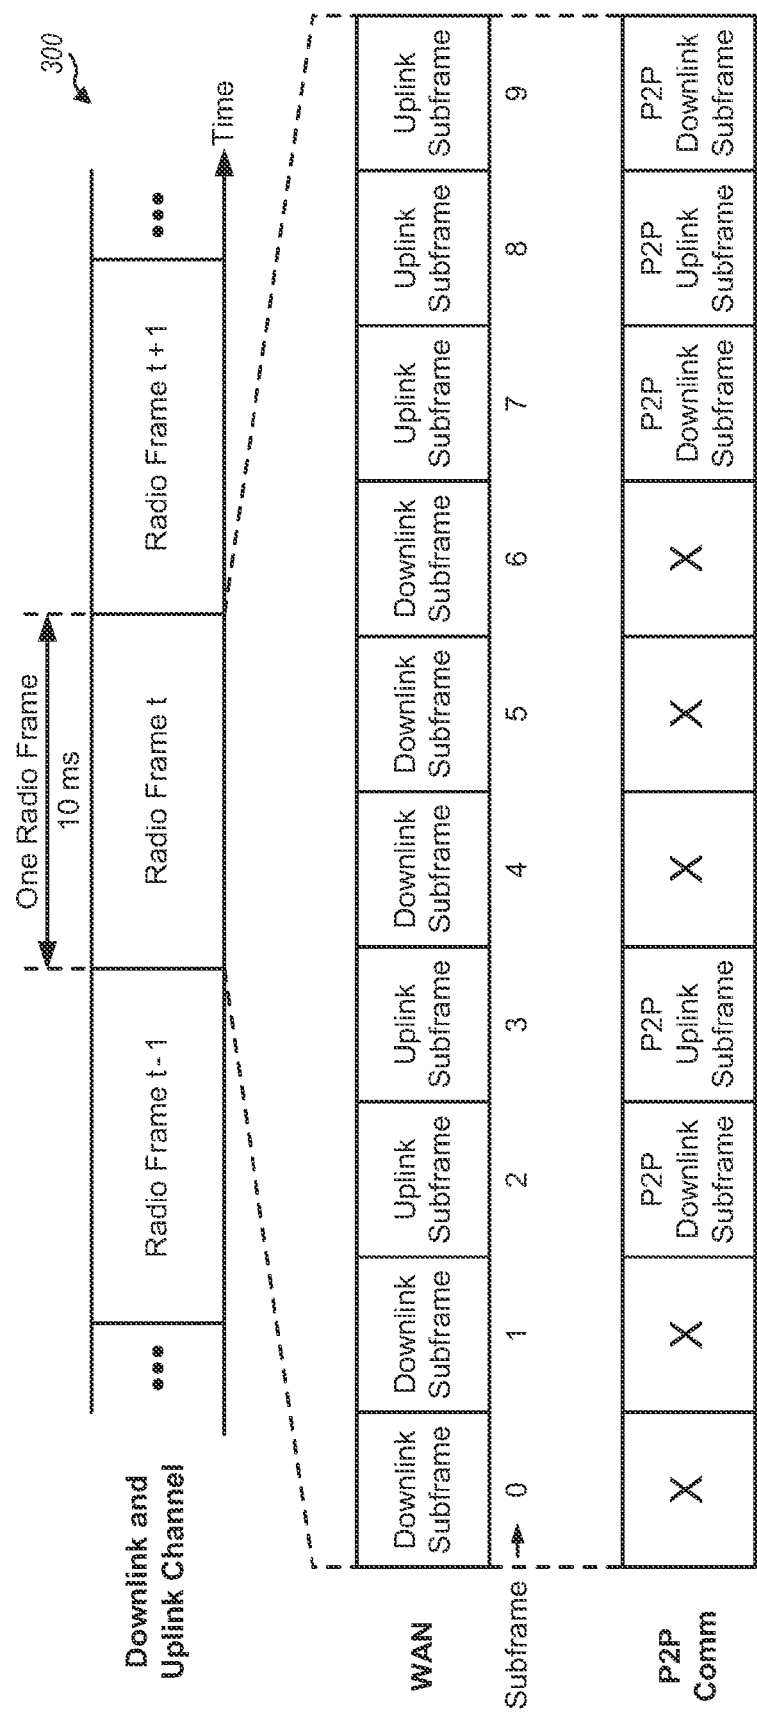 300
One Radio Frame
10 ms
Downlink and
Uplink Channel
•••
Radio Frame t - 1
Radio Frame t
Radio Frame t + 1
•••
Time
WAN
Downlink
Subframe
Downlink
Subframe
Uplink
Subframe
Uplink
Subframe
Downlink
Subframe
Downlink
Subframe
Downlink
Subframe
Uplink
Subframe
Uplink
Subframe
Uplink
Subframe
Subframe 0 1 2 3 4 5 6 7 8 9
P2P
Comm
X
X
P2P
Downlink
Subframe
P2P
Uplink
Subframe
X
X
X
P2P
Downlink
Subframe
P2P
Uplink
Subframe
P2P
Downlink
Subframe